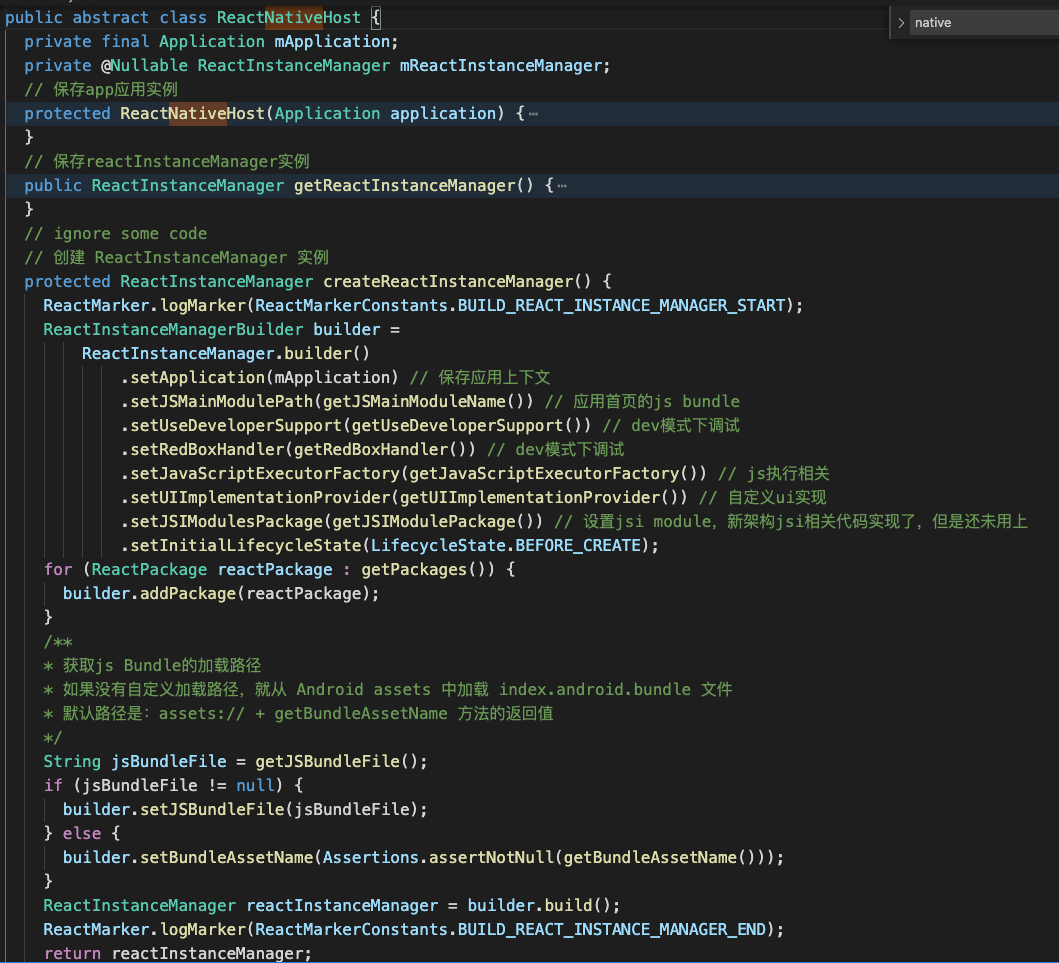 public abstract class ReactNativeHost {
native
private final Application mApplication;
private @Nullable ReactInstanceManager mReactInstanceManager;
// 保存app应用实例
protected ReactNativeHost(Application application) {⋯
}
// 保存reactInstanceManager实例
public ReactInstanceManager getReactInstanceManager() {⋯
}
// ignore some code
// 创建 ReactInstanceManager 实例
protected ReactInstanceManager createReactInstanceManager() {
ReactMarker.logMarker(ReactMarkerConstants.BUILD_REACT_INSTANCE_MANAGER_START);
ReactInstanceManagerBuilder builder =
ReactInstanceManager.builder()
.setApplication(mApplication) // 保存应用上下文
.setJSMainModulePath(getJSMainModuleName()) // 应用首页的js bundle
.setUseDeveloperSupport(getUseDeveloperSupport()) // dev模式下调试
.setRedBoxHandler(getRedBoxHandler()) // dev模式下调试
.setJavaScriptExecutorFactory(getJavaScriptExecutorFactory()) // js执行相关
.setUIImplementationProvider(getUIImplementationProvider()) // 自定义ui实现
.setJSIModulesPackage(getJSIModulePackage()) // 设置jsi module，新架构jsi相关代码实现了，但是还未用上
.setInitialLifecycleState(LifecycleState.BEFORE_CREATE);
for (ReactPackage reactPackage : getPackages()) {
builder.addPackage(reactPackage);
}
/**
* 获取js Bundle的加载路径
* 如果没有自定义加载路径，就从 Android assets 中加载 index.android.bundle 文件
* 默认路径是：assets:// + getBundleAssetName 方法的返回值
*/
String jsBundleFile = getJSBundleFile();
if (jsBundleFile != null) {
builder.setJSBundleFile(jsBundleFile);
} else {
builder.setBundleAssetName(Assertions.assertNotNull(getBundleAssetName()));
}
ReactInstanceManager reactInstanceManager = builder.build();
ReactMarker.logMarker(ReactMarkerConstants.BUILD_REACT_INSTANCE_MANAGER_END);
return reactInstanceManager;